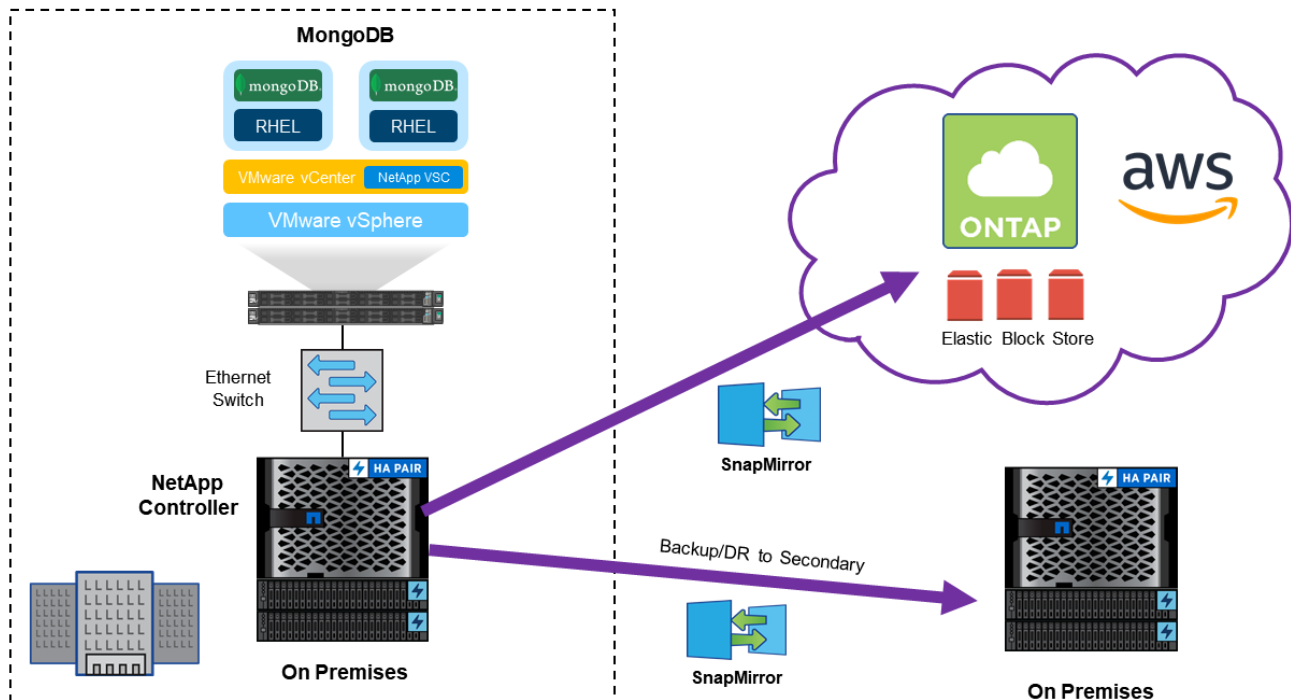 MongoDB
mongoDB.
mongoDB.
RHEL
RHEL
VMware vCenter
NetApp VSC
VMware vSphere
Ethernet
Switch
NetApp
Controller
HA PAIR
On Premises
ONTAP
aws
Elastic Block Store
SnapMirror
Backup/DR to Secondary
SnapMirror
HA PAIR
On Premises